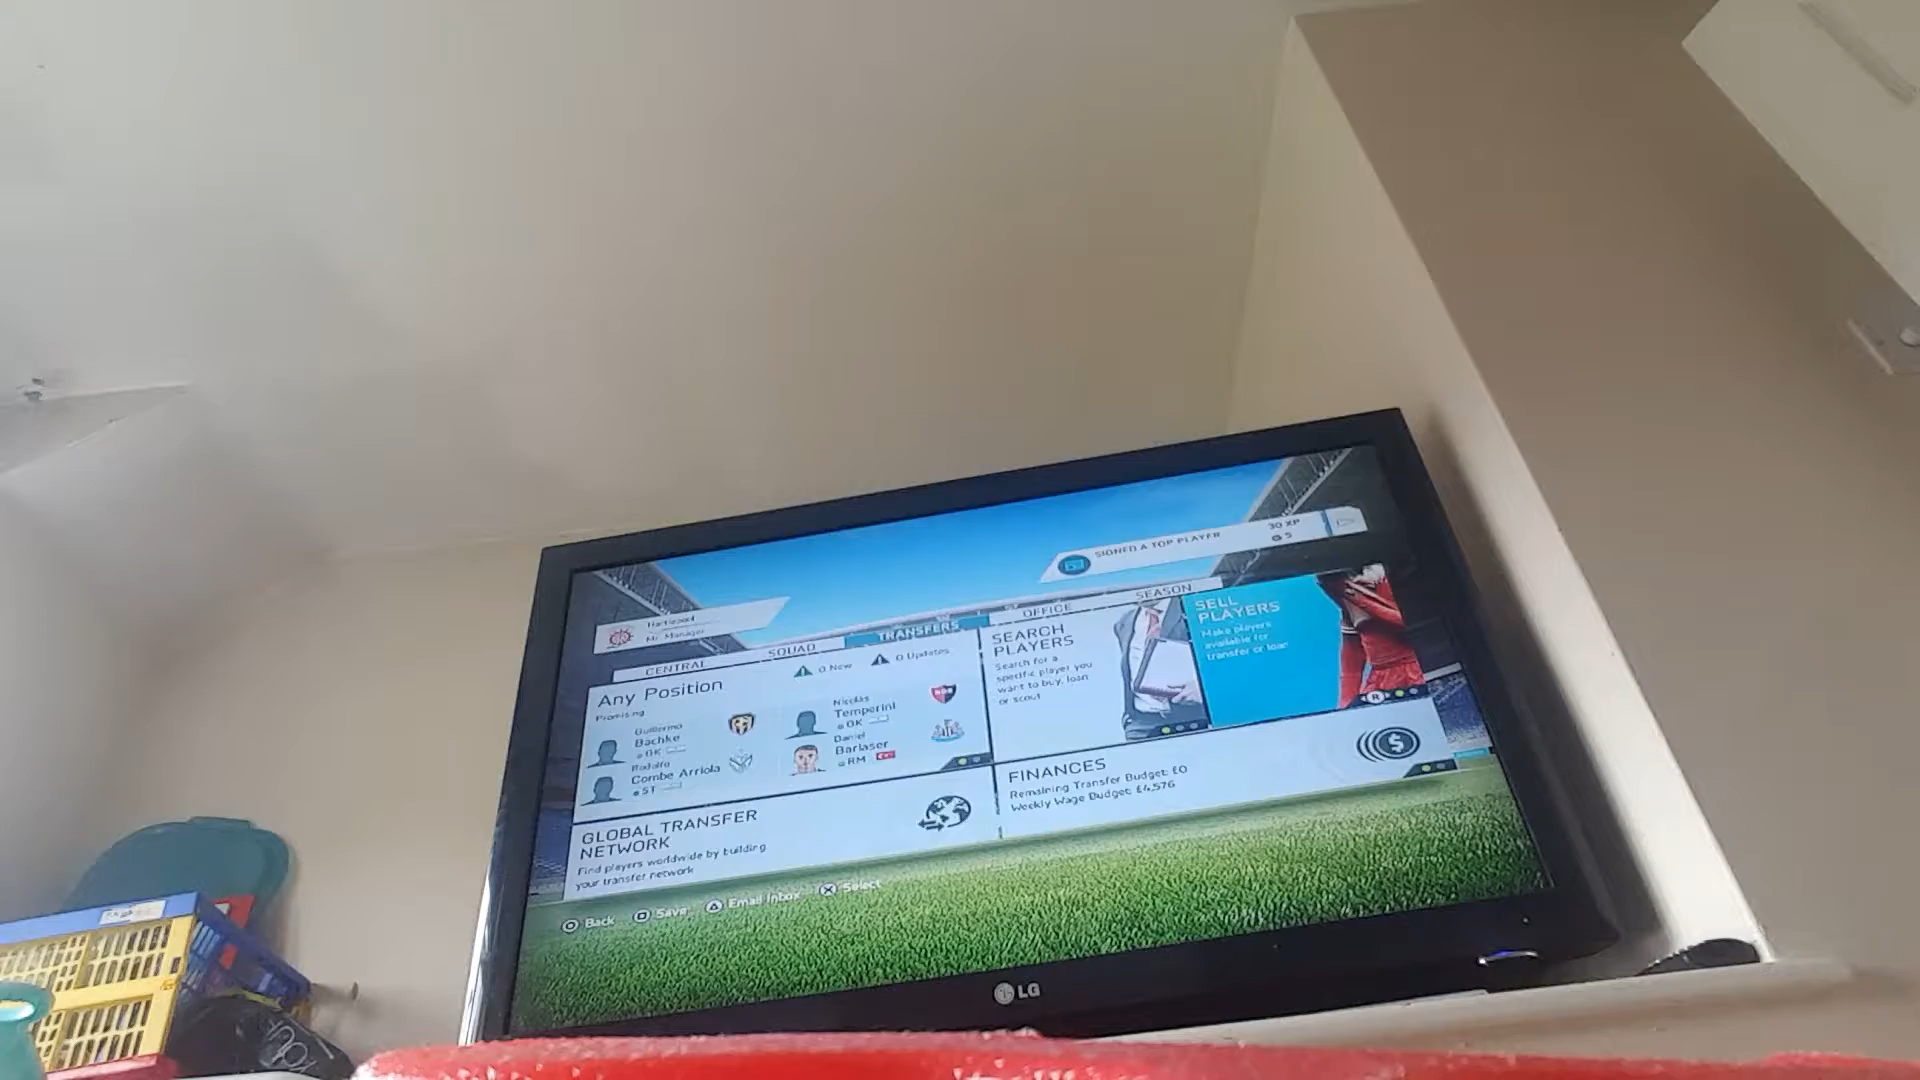 SIGNED A TOP PLAYER
30 XP
5
Hartlepool
Mr. Manager
CENTRAL
SQUAD
TRANSFERS
OFFICE
SEASON
0 New
0 Updates
Any Position
Promising
Guillermo
Bachke
GK
Rodolfo
Combe Arriola
ST
Nicolas
Temperini
GK
Daniel
Barlaser
RM
SEARCH
PLAYERS
Search for a
specific player you
want to buy, loan
or scout
SELL
PLAYERS
Make players
available for
transfer or loan
R
GLOBAL TRANSFER
NETWORK
Find players worldwide by building
your transfer network
FINANCES
Remaining Transfer Budget: £0
Weekly Wage Budget: £4,576
Back
Save
Email Inbox
Select
LG